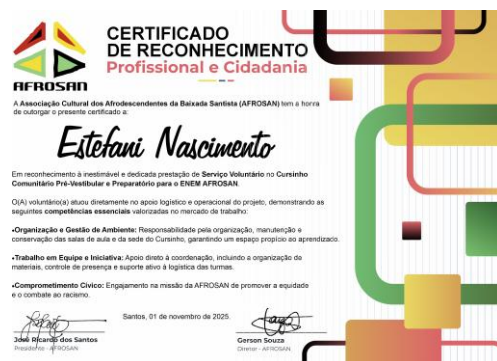 AFROSAN
CERTIFICADO
DE RECONHECIMENTO
Profissional e Cidadania
A Associação Cultural dos Afrodescendentes da Baixada Santista (AFROSAN) tem a honra
de outorgar o presente certificado a:
Estefani Nascimento
Em reconhecimento à inestimável e dedicada prestação de Serviço Voluntário no Cursinho
Comunitário Pré-Vestibular e Preparatório para o ENEM AFROSAN.
O(A) voluntário(a) atuou diretamente no apoio logístico e operacional do projeto, demonstrando as
seguintes competências essenciais valorizadas no mercado de trabalho:
•Organização e Gestão de Ambiente: Responsabilidade pela organização, manutenção e
conservação das salas de aula e da sede do Cursinho, garantindo um espaço propício ao aprendizado.
•Trabalho em Equipe e Iniciativa: Apoio direto à coordenação, incluindo a organização de
materiais, controle de presença e suporte ativo à logística das turmas.
•Comprometimento Cívico: Engajamento na missão da AFROSAN de promover a equidade
e o combate ao racismo.
Santos, 01 de novembro de 2025.
José Ricardo dos Santos
Presidente - AFROSAN
Gerson Souza
Diretor - AFROSAN